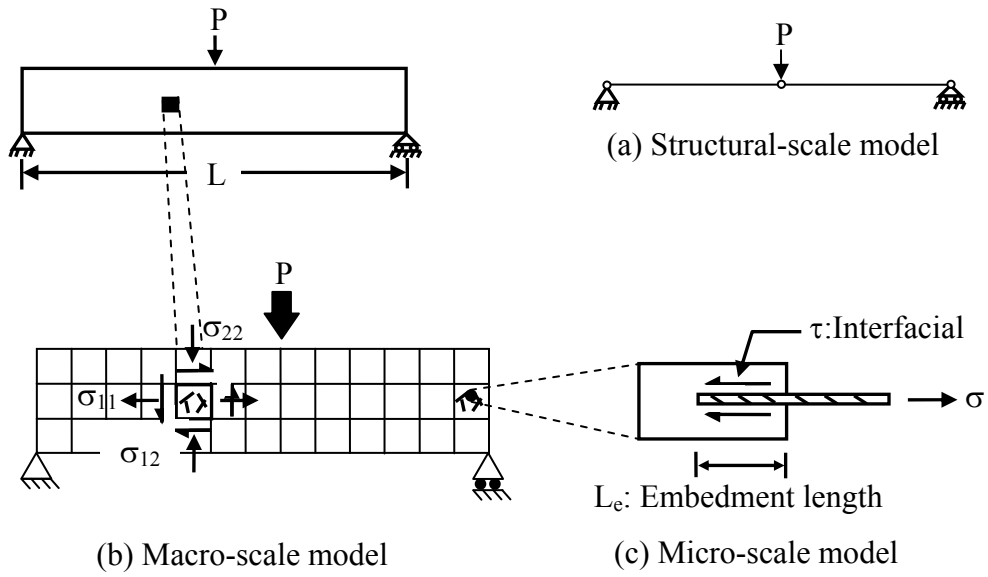 P
L
P
(a) Structural-scale model
P
σ22
σ11
σ12
(b) Macro-scale model
τ:Interfacial
σ
Le: Embedment length
(c) Micro-scale model